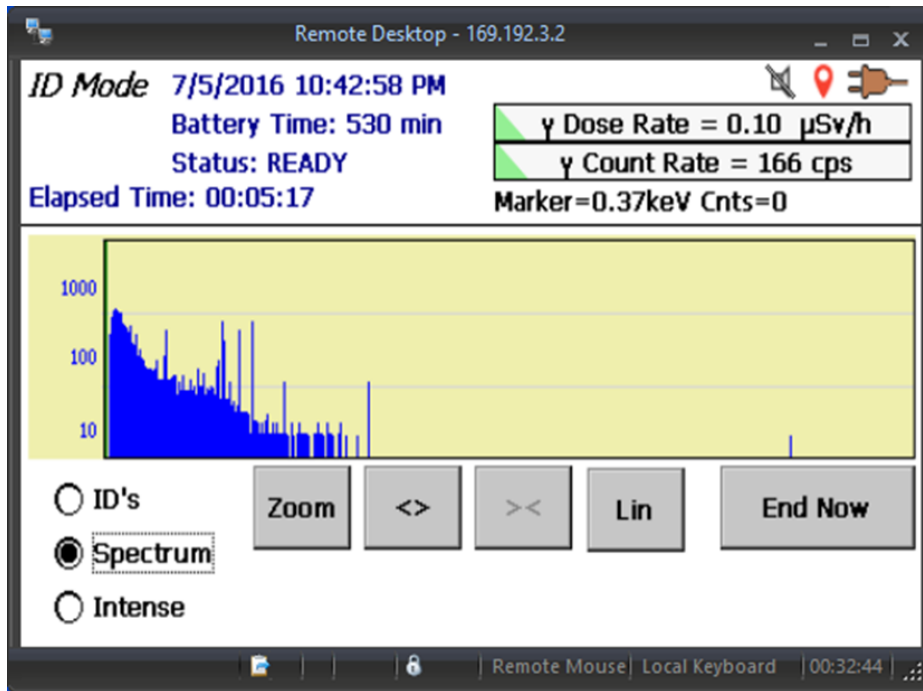 Remote Desktop - 169.192.3.2
ID Mode 7/5/2016 10:42:58 PM
Battery Time: 530 min
γ Dose Rate = 0.10 µSv/h
Status: READY
γ Count Rate = 166 cps
Elapsed Time: 00:05:17
Marker=0.37keV Cnts=0
1000
100
10
ID's
Zoom
<>
><
Lin
End Now
Spectrum
Intense
Remote Mouse Local Keyboard 00:32:44